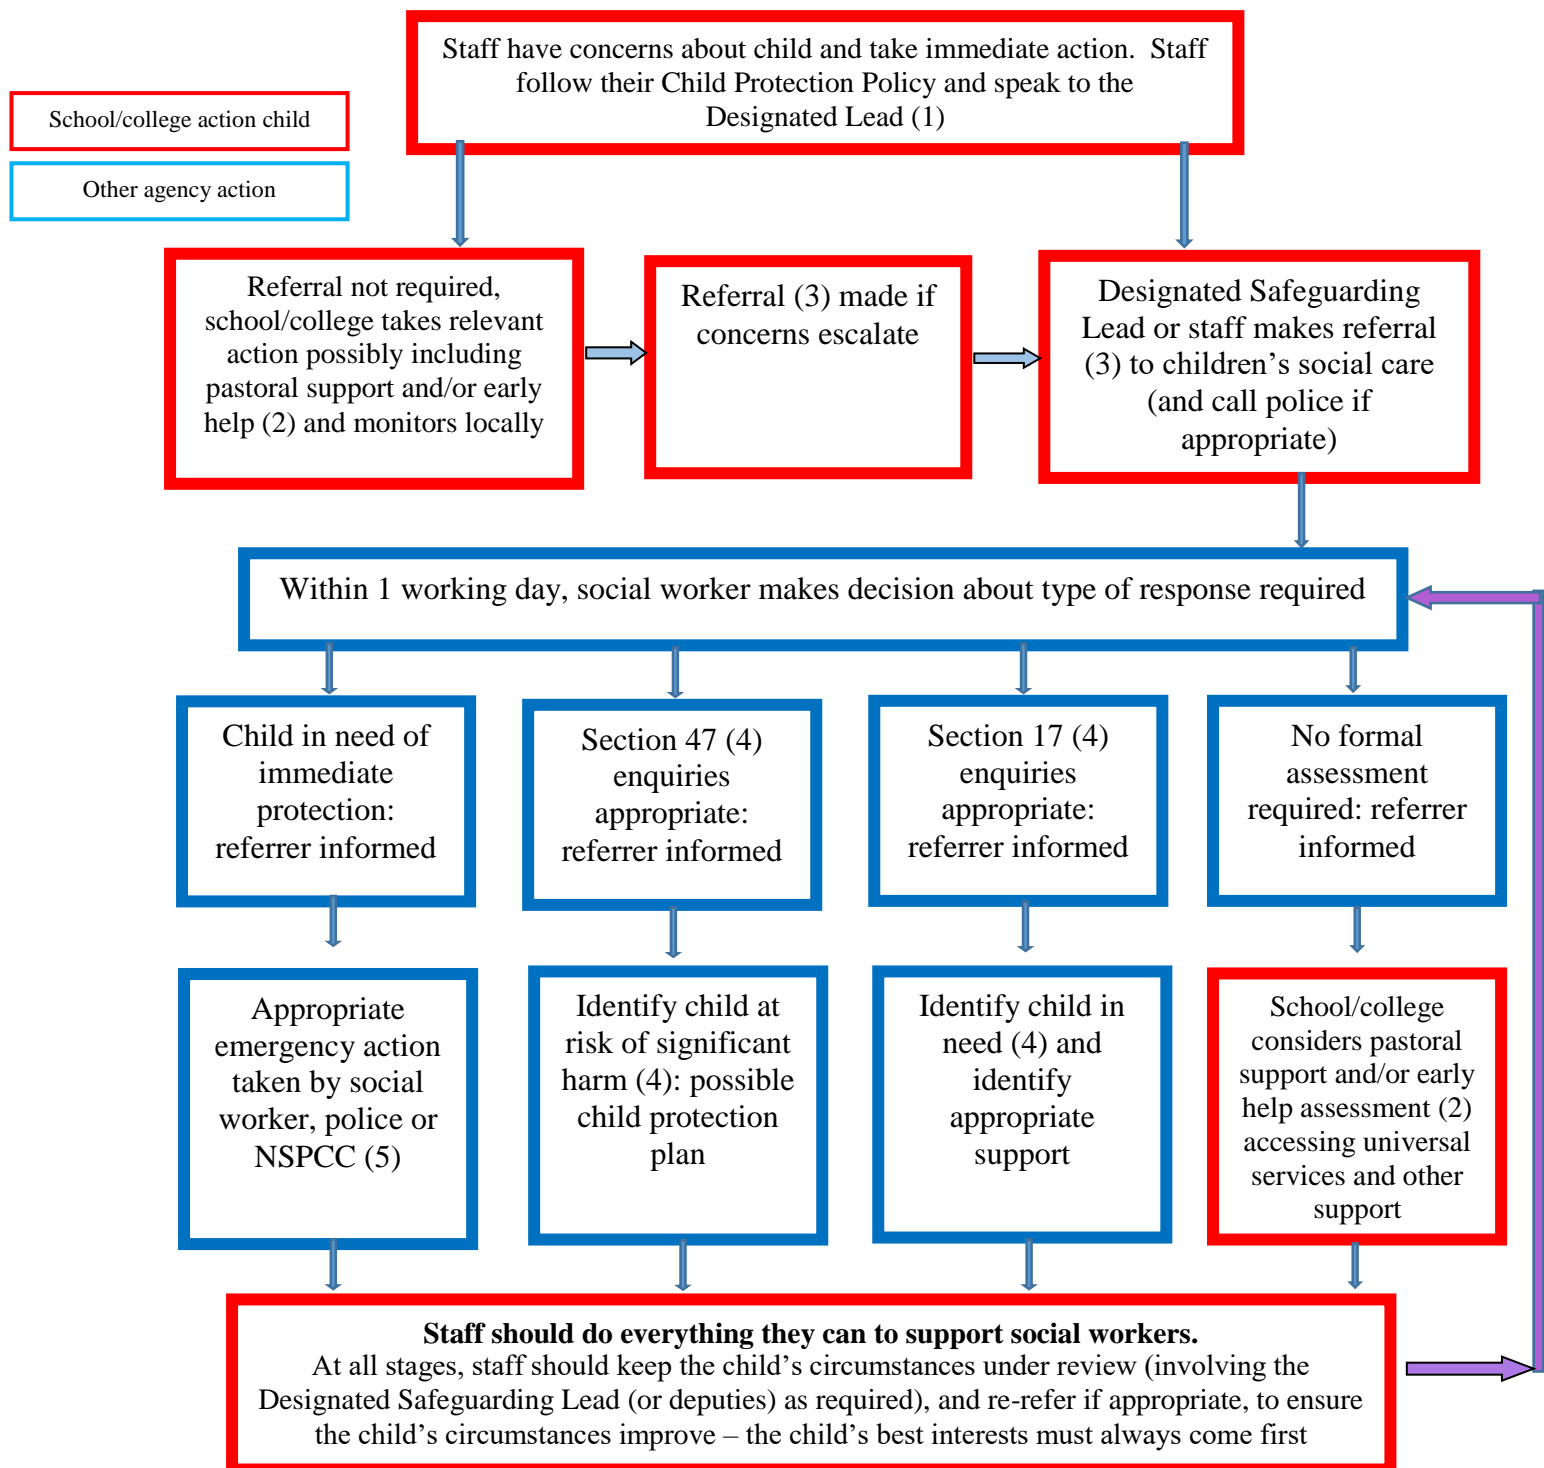 Staff have concerns about child and take immediate action.  Staff
follow their Child Protection Policy and speak to the
Designated Lead (1)
School/college action child
Other agency action
Referral not required,
school/college takes relevant
action possibly including
pastoral support and/or early
help (2) and monitors locally
Referral (3) made if
concerns escalate
Designated Safeguarding
Lead or staff makes referral
(3) to children’s social care
(and call police if
appropriate)
Within 1 working day, social worker makes decision about type of response required
Child in need of
immediate
protection:
referrer informed
Section 47 (4)
enquiries
appropriate:
referrer informed
Section 17 (4)
enquiries
appropriate:
referrer informed
No formal
assessment
required: referrer
informed
Appropriate
emergency action
taken by social
worker, police or
NSPCC (5)
Identify child at
risk of significant
harm (4): possible
child protection
plan
Identify child in
need (4) and
identify
appropriate
support
School/college
considers pastoral
support and/or early
help assessment (2)
accessing universal
services and other
support
Staff should do everything they can to support social workers.
At all stages, staff should keep the child’s circumstances under review (involving the
Designated Safeguarding Lead (or deputies) as required), and re-refer if appropriate, to ensure
the child’s circumstances improve – the child’s best interests must always come first